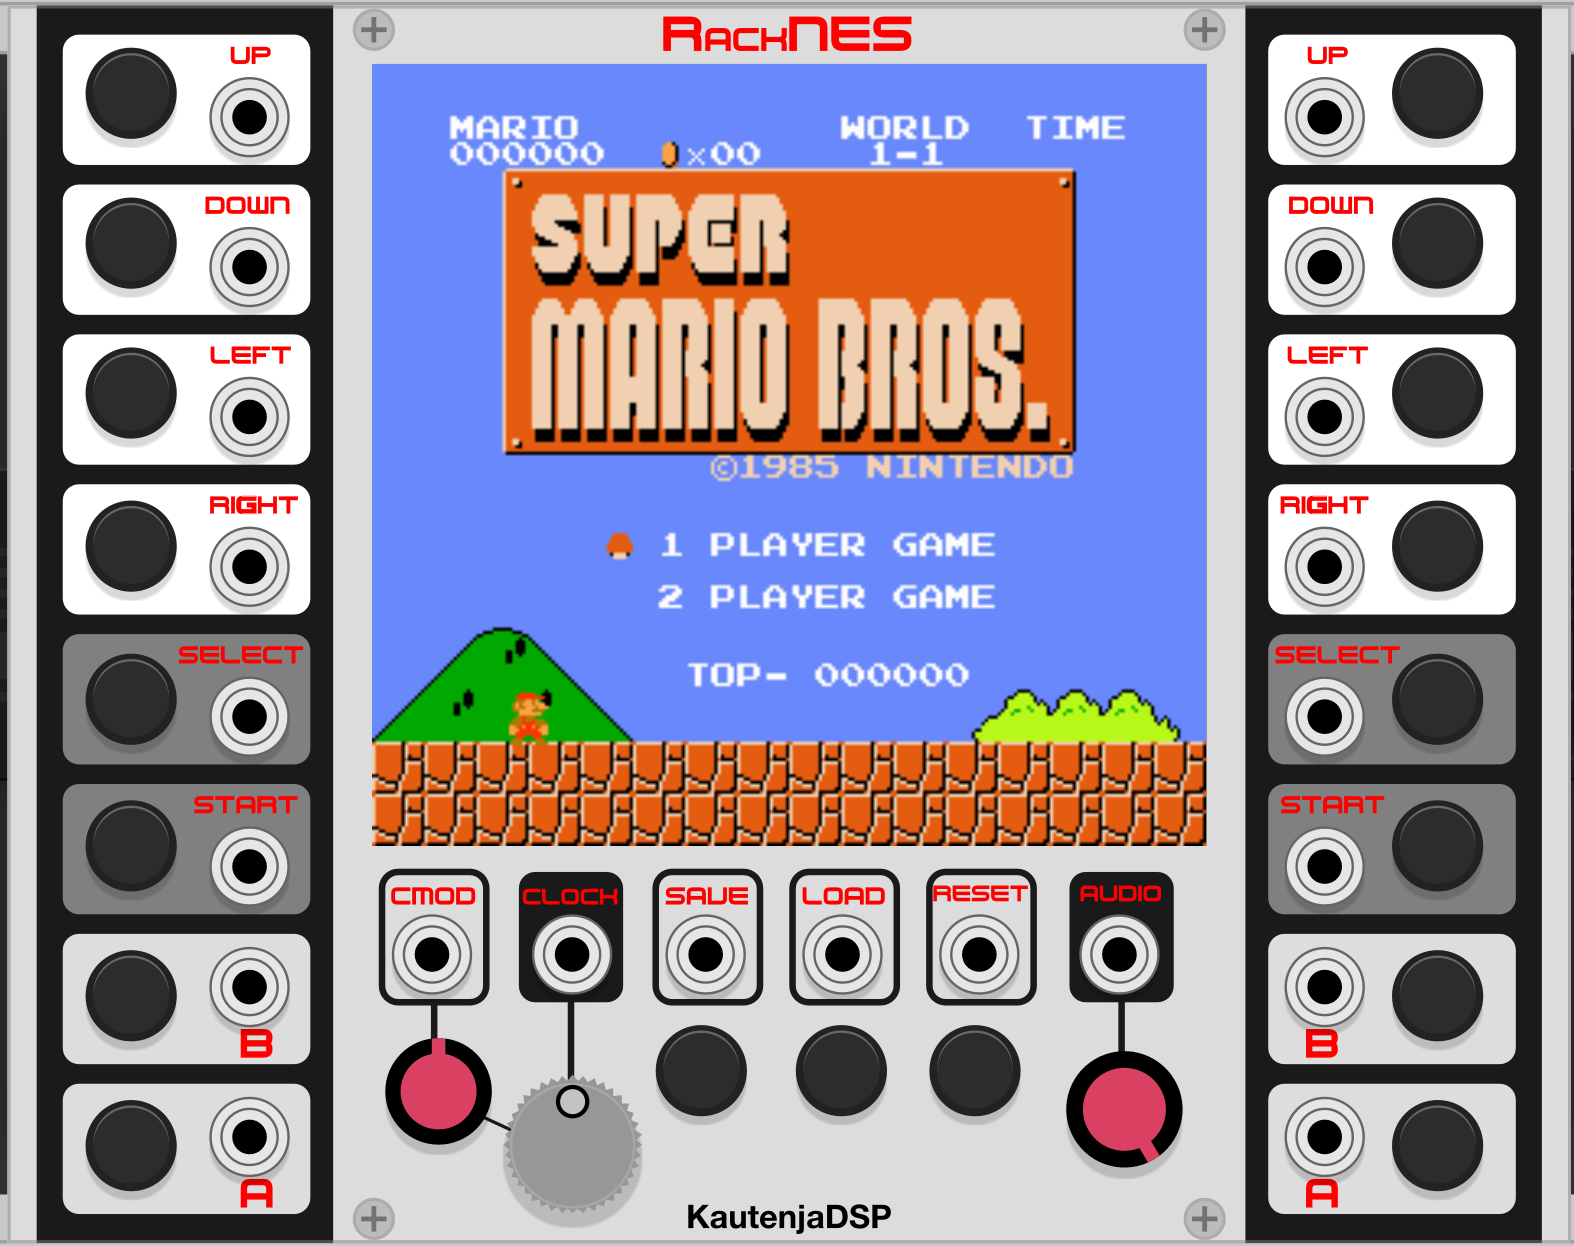 RackNES
UP
DOWN
LEFT
RIGHT
SELECT
START
B
A
MARIO WORLD TIME
000000 ×00 1-1
SUPER
MARIO BROS.
©1985 NINTENDO
1 PLAYER GAME
2 PLAYER GAME
TOP- 000000
CMOD CLOCK SAVE LOAD RESET AUDIO
KautenjaDSP
UP
DOWN
LEFT
RIGHT
SELECT
START
B
A